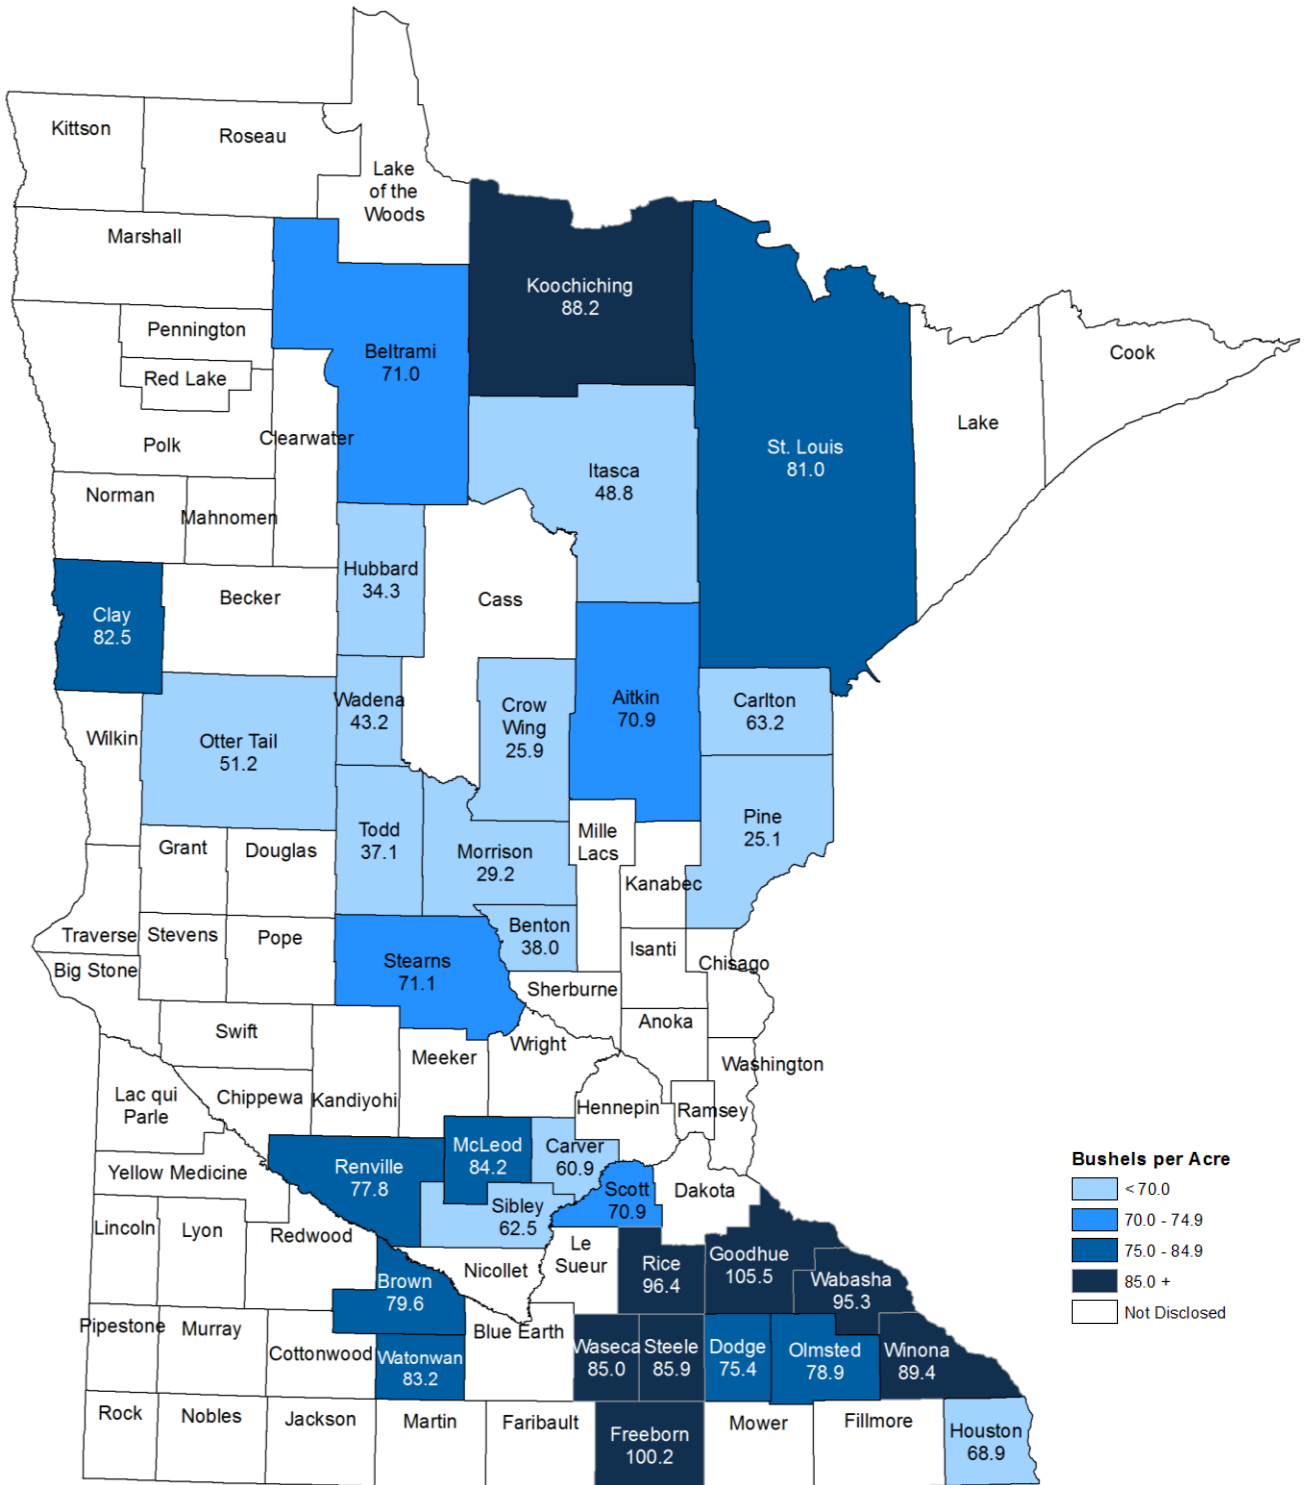 Kittson
Roseau
Lake
of the
Woods
Marshall
Koochiching
88.2
Pennington
Beltrami
71.0
Red Lake
Cook
Lake
Polk
Clearwater
St. Louis
81.0
Itasca
48.8
Norman
Mahnomen
Hubbard
34.3
Becker
Cass
Clay
82.5
Wadena
43.2
Crow
Wing
25.9
Aitkin
70.9
Carlton
63.2
Wilkin
Otter Tail
51.2
Todd
37.1
Morrison
29.2
Mille
Lacs
Pine
25.1
Grant
Douglas
Kanabec
Traverse
Stevens
Pope
Benton
38.0
Isanti
Chisago
Big Stone
Stearns
71.1
Sherburne
Swift
Anoka
Meeker
Wright
Washington
Lac qui
Parle
Chippewa
Kandiyohi
Hennepin
Ramsey
Yellow Medicine
Renville
77.8
McLeod
84.2
Carver
60.9
Scott
70.9
Dakota
Sibley
62.5
Lincoln
Lyon
Redwood
Nicollet
Le
Sueur
Rice
96.4
Goodhue
105.5
Wabasha
95.3
Brown
79.6
Pipestone
Murray
Cottonwood
Watonwan
83.2
Blue Earth
Waseca
85.0
Steele
85.9
Dodge
75.4
Olmsted
78.9
Winona
89.4
Rock
Nobles
Jackson
Martin
Faribault
Freeborn
100.2
Mower
Fillmore
Houston
68.9
Bushels per Acre
< 70.0
70.0 - 74.9
75.0 - 84.9
85.0 +
Not Disclosed